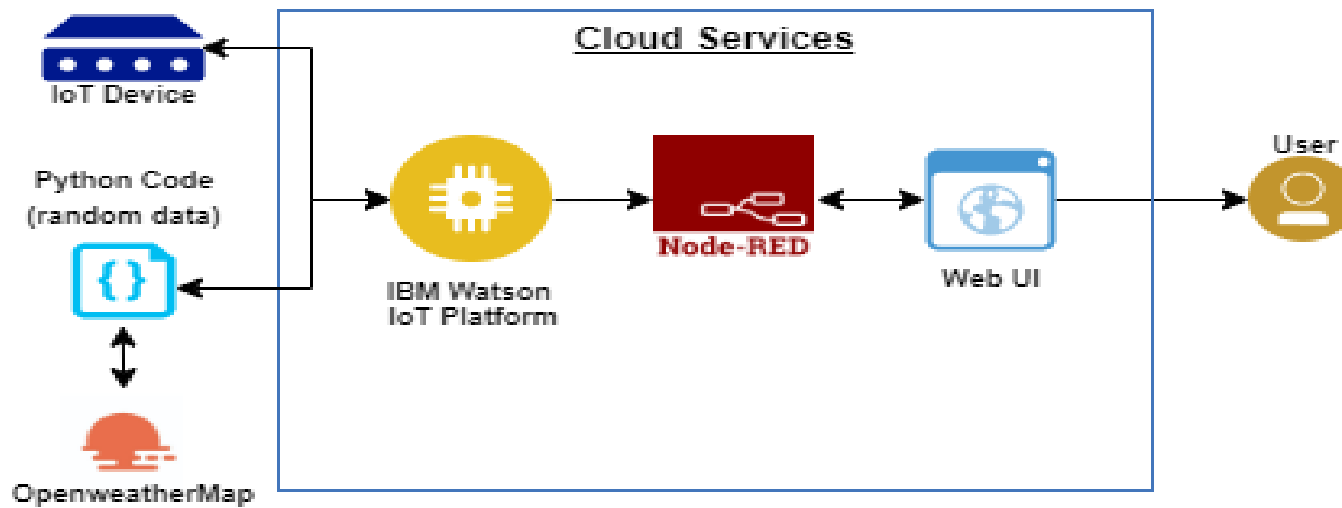 Cloud Services
IoT Device
Python Code
(random data)
{}
OpenweatherMap
IBM Watson
IoT Platform
Node-RED
Web UI
User